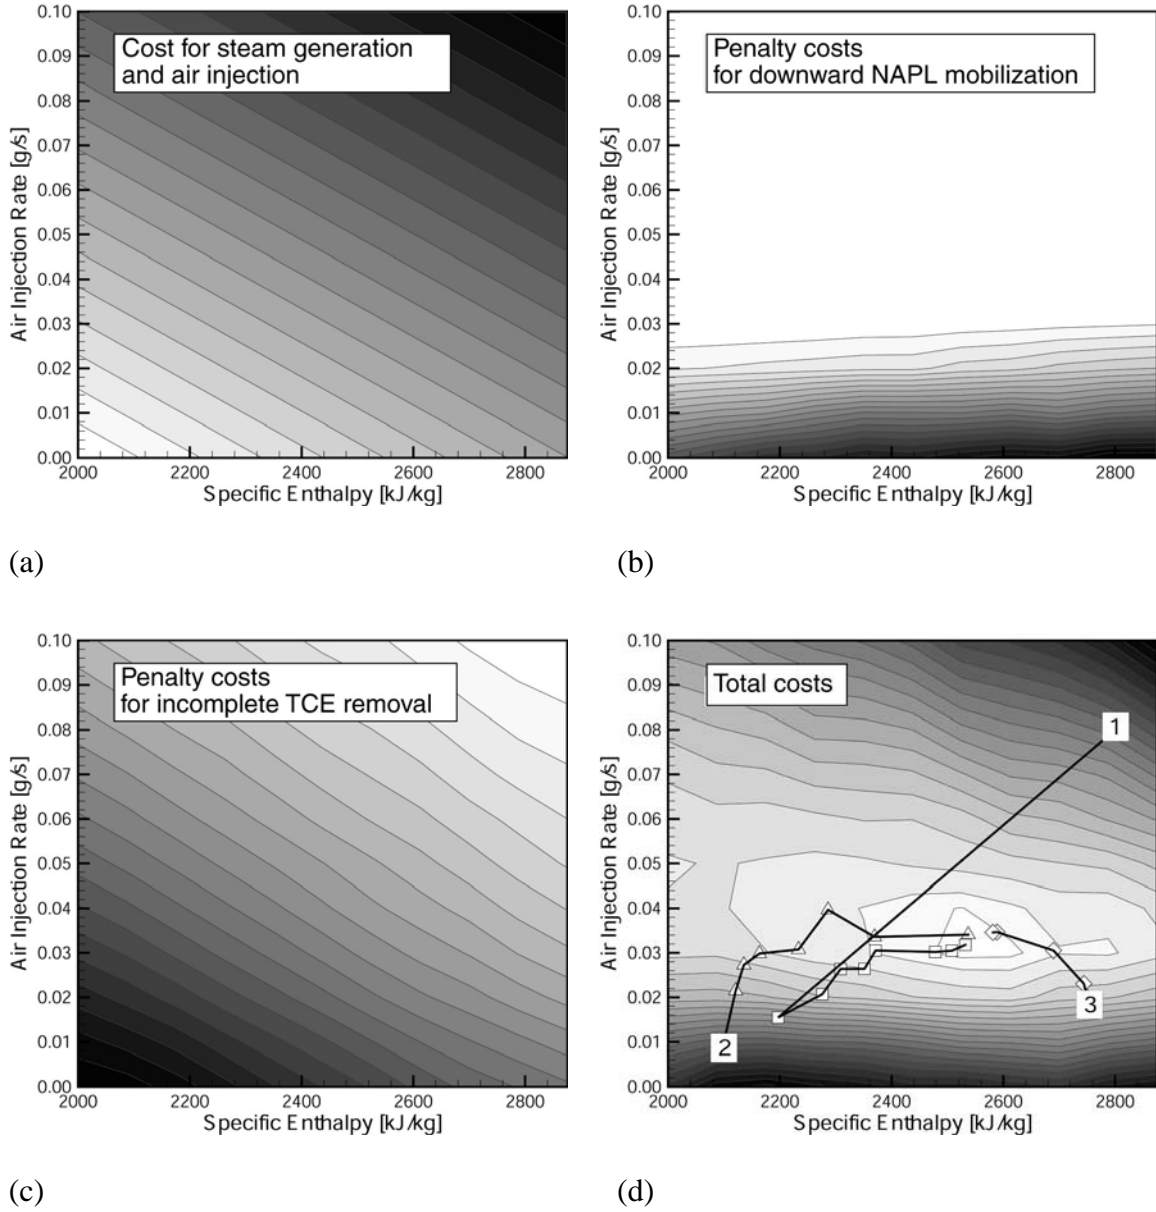 0.10
Cost for steam generation
and air injection
0.09
0.08
0.07
0.06
0.05
0.04
0.03
0.02
0.01
0.00
Air Injection Rate [g/s]
2000 2200 2400 2600 2800
Specific Enthalpy [kJ/kg]
(a)
0.10
Penalty costs
for downward NAPL mobilization
0.09
0.08
0.07
0.06
0.05
0.04
0.03
0.02
0.01
0.00
Air Injection Rate [g/s]
2000 2200 2400 2600 2800
Specific Enthalpy [kJ/kg]
(b)
0.10
Penalty costs
for incomplete TCE removal
0.09
0.08
0.07
0.06
0.05
0.04
0.03
0.02
0.01
0.00
Air Injection Rate [g/s]
2000 2200 2400 2600 2800
Specific Enthalpy [kJ/kg]
(c)
0.10
Total costs
0.09
0.08
1
0.07
0.06
0.05
0.04
0.03
0.02
3
0.01
2
0.00
Air Injection Rate [g/s]
2000 2200 2400 2600 2800
Specific Enthalpy [kJ/kg]
(d)